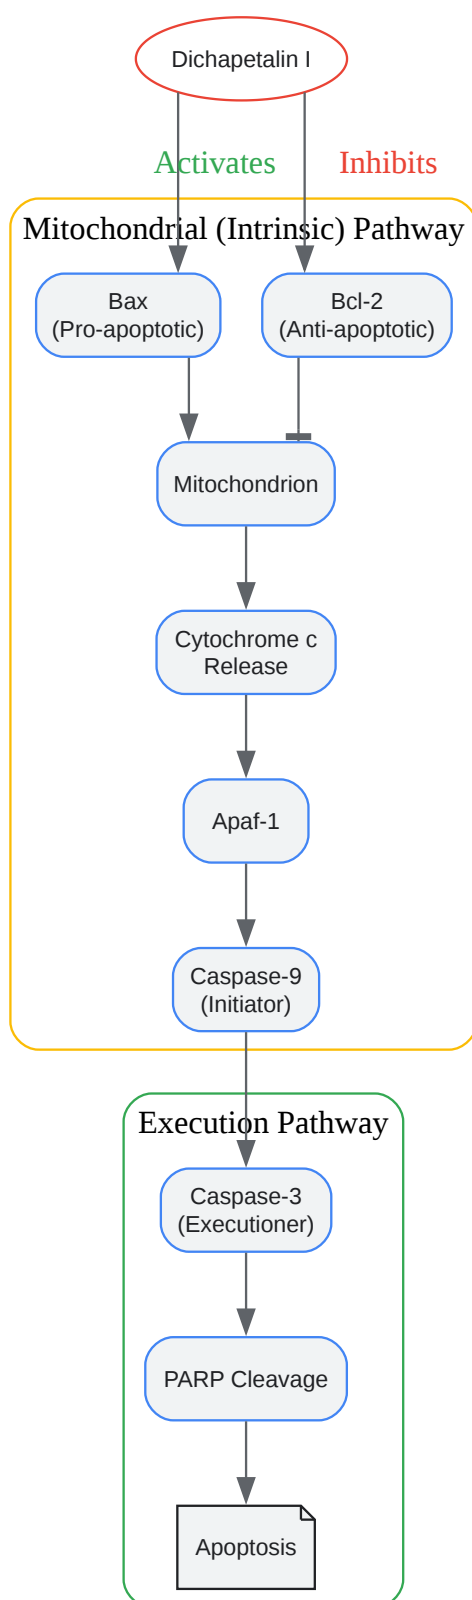 Dichapetalin I
Activates
Inhibits
Mitochondrial (Intrinsic) Pathway
Bax
(Pro-apoptotic)
Bcl-2
(Anti-apoptotic)
Mitochondrion
Cytochrome c
Release
Apaf-1
Caspase-9
(Initiator)
Execution Pathway
Caspase-3
(Executioner)
PARP Cleavage
Apoptosis